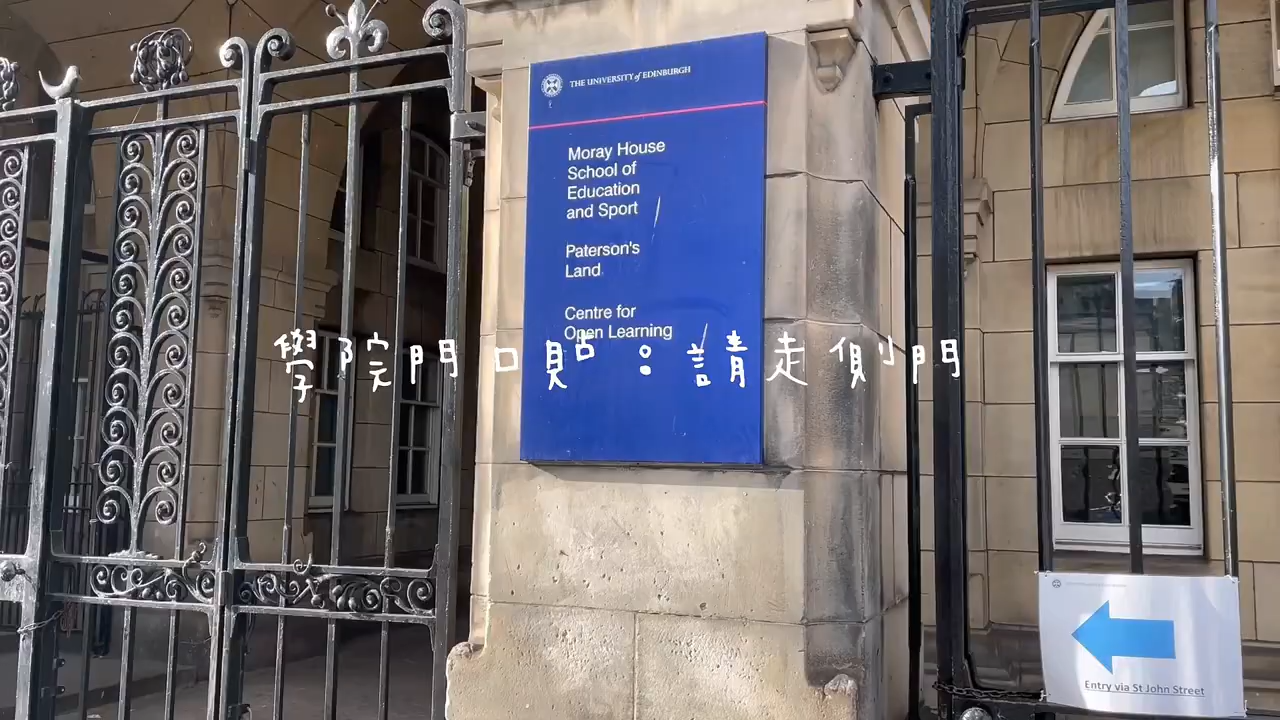 THE UNIVERSITY of EDINBURGH
Moray House
School of
Education
and Sport
Paterson's
Land
Centre for
Open Learning
學院門口貼：請走側門
Entry via St John Street